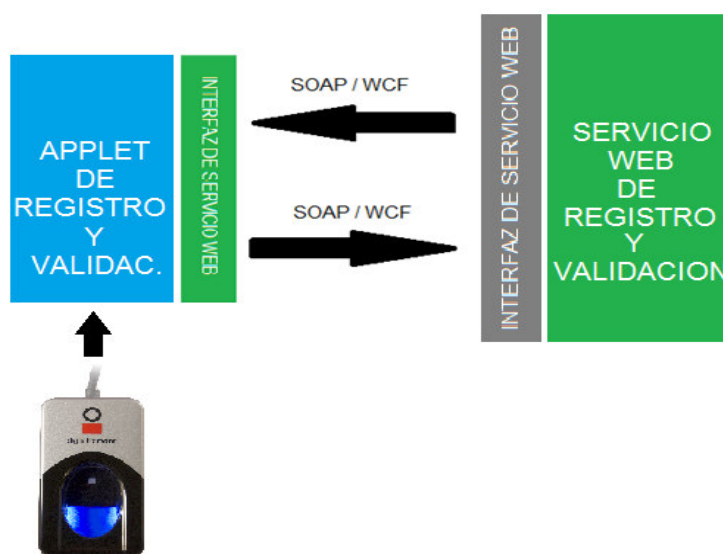 APPLET
DE
REGISTRO
Y
VALIDAC.
INTERFAZ DE SERVICIO WEB
SOAP / WCF
SOAP / WCF
INTERFAZ DE SERVICIO WEB
SERVICIO
WEB
DE
REGISTRO
Y
VALIDACION